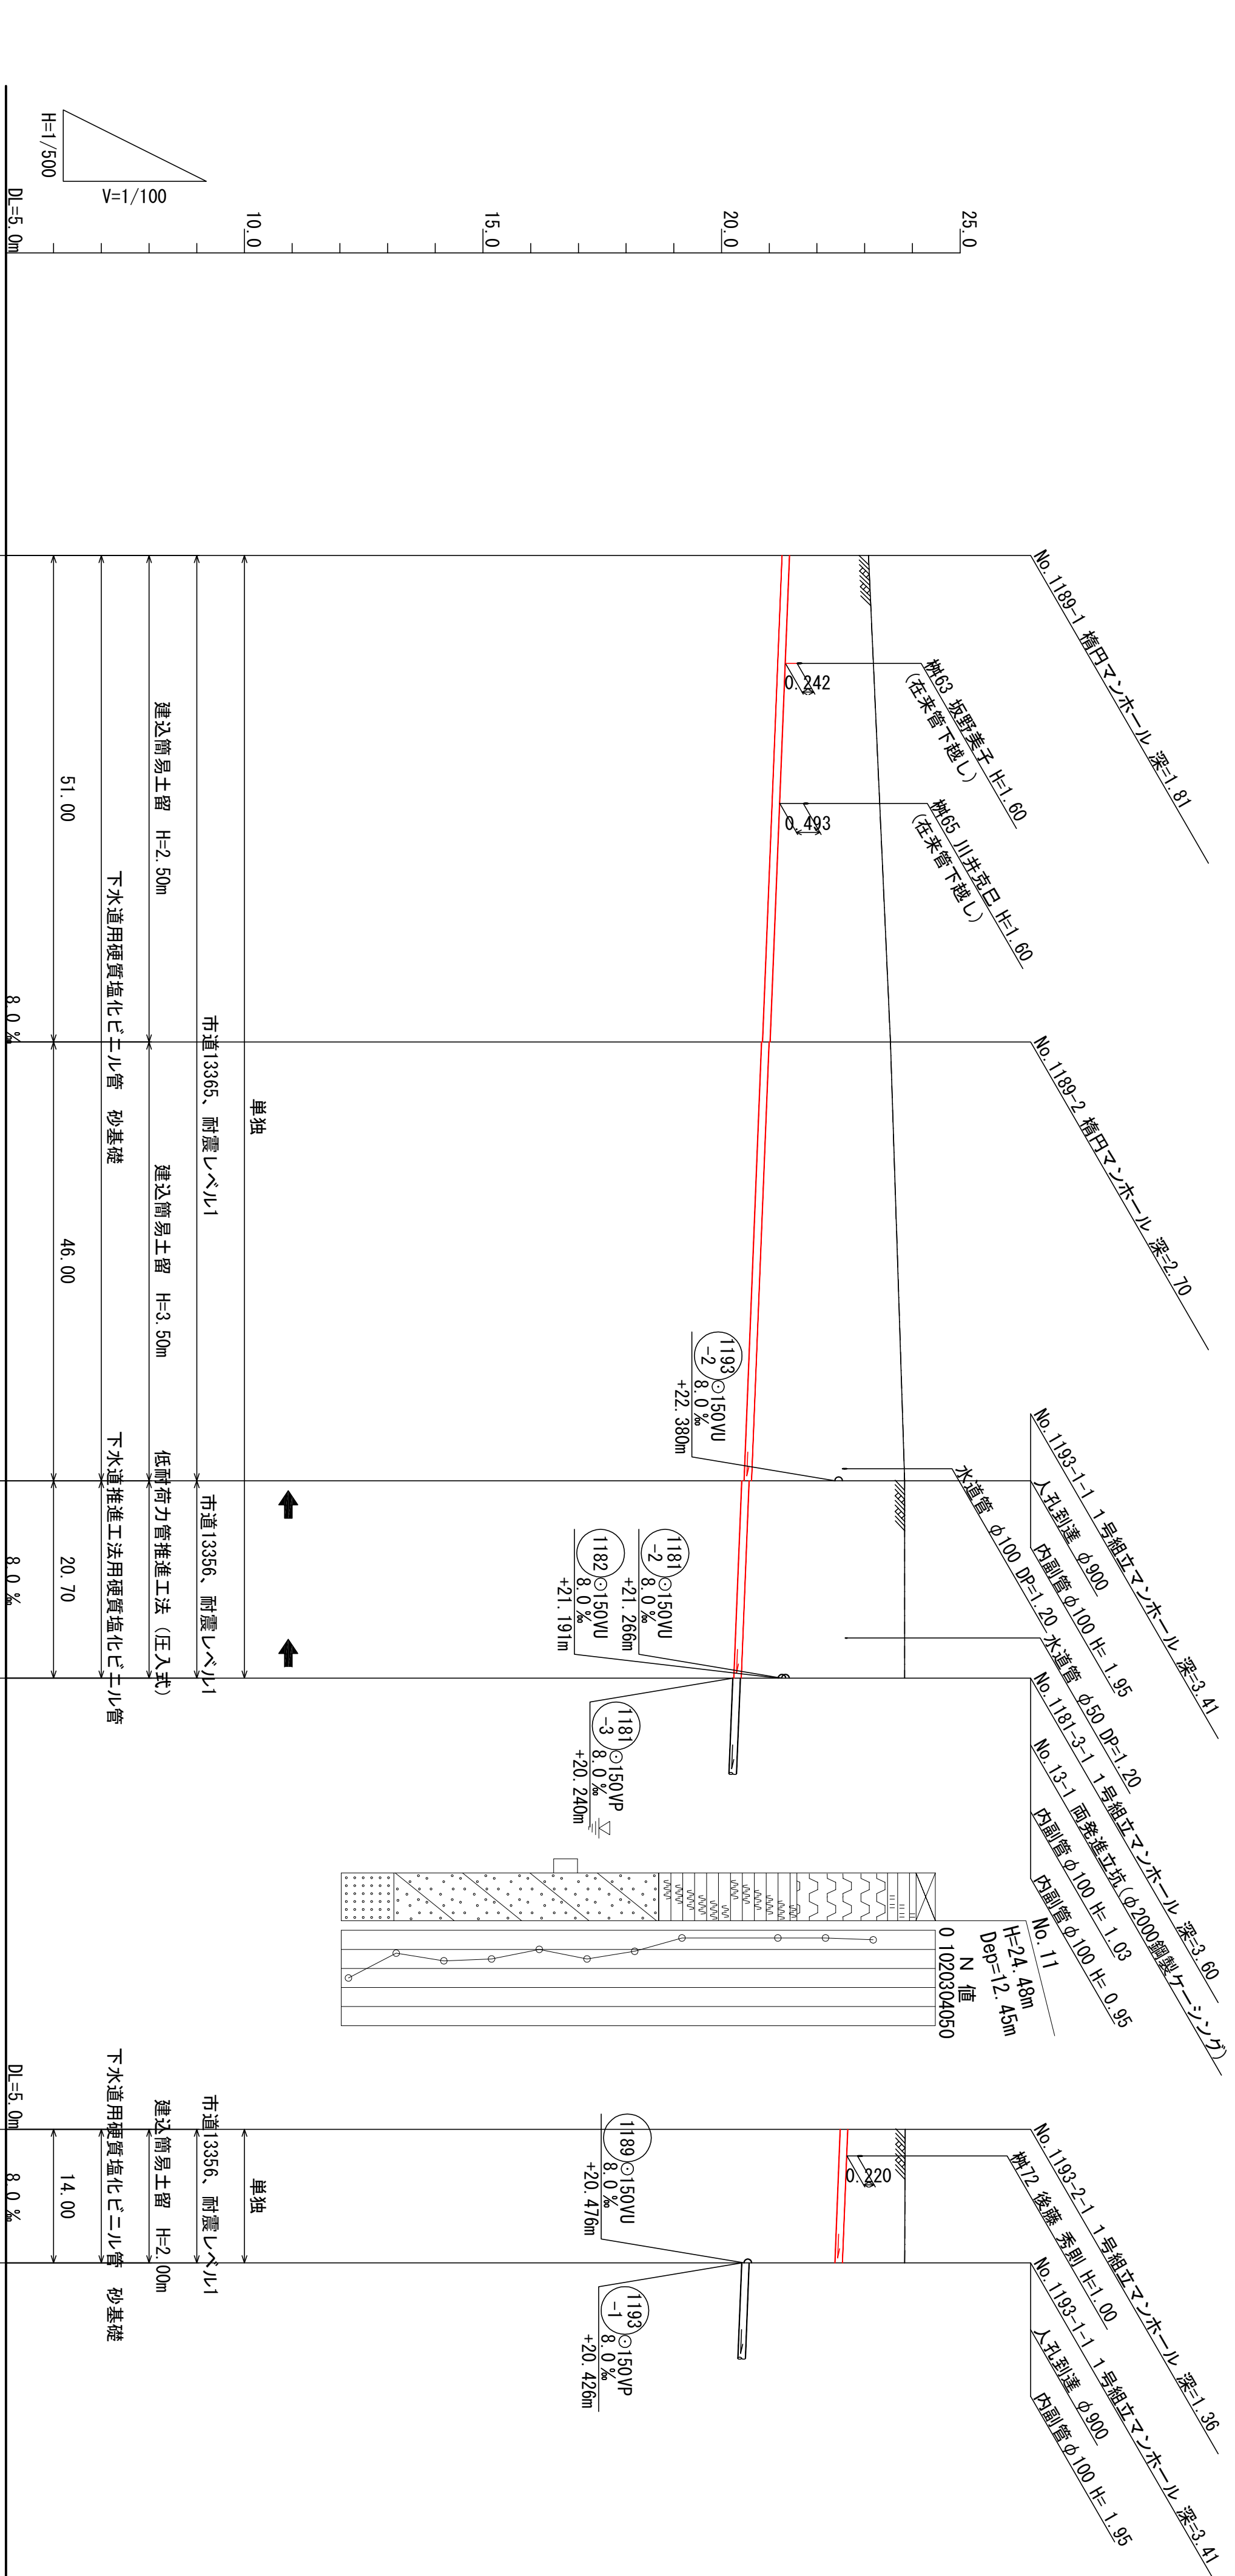 H=1/500
V=1/100
DL=5.0m
10.0
15.0
20.0
25.0
No.1189-1 楕円マンホール 深=1.81
桝63 坂野美子 H=1.60
(在来管下越し)
0.242
桝65 川井克巳 H=1.60
(在来管下越し)
0.493
No.1189-2 楕円マンホール 深=2.70
No.1193-1-1 1号組立マンホール 深=3.41
人孔到達 φ900
内副管φ100 H= 1.95
水道管 φ100 DP=1.20
水道管 φ50 DP=1.20
No.1181-3-1 1号組立マンホール 深=3.60
No.13-1 両発進立坑(φ2000鋼製ケーシング)
内副管φ100 H= 1.03
内副管φ100 H= 0.95
1193
-2
150VU
8.0‰
+22.380m
1181
-2
150VU
8.0‰
+21.266m
1182
150VU
8.0‰
+21.191m
1181
-3
150VP
8.0‰
+20.240m
No.11
H=24.48m
Dep=12.45m
N 値
0 1020304050
単独
市道13365、耐震レベル1
市道13356、耐震レベル1
建込簡易土留 H=2.50m
建込簡易土留 H=3.50m
低耐荷力管推進工法(圧入式)
下水道用硬質塩化ビニル管 砂基礎
下水道推進工法用硬質塩化ビニル管
51.00
46.00
20.70
8.0‰
8.0‰
No.1193-2-1 1号組立マンホール 深=1.36
桝72 後藤 秀則 H=1.00
0.220
No.1193-1-1 1号組立マンホール 深=3.41
人孔到達 φ900
内副管φ100 H= 1.95
1189
150VU
8.0‰
+20.476m
1193
-1
150VP
8.0‰
+20.426m
単独
市道13356、耐震レベル1
建込簡易土留 H=2.00m
下水道用硬質塩化ビニル管 砂基礎
14.00
DL=5.0m
8.0‰